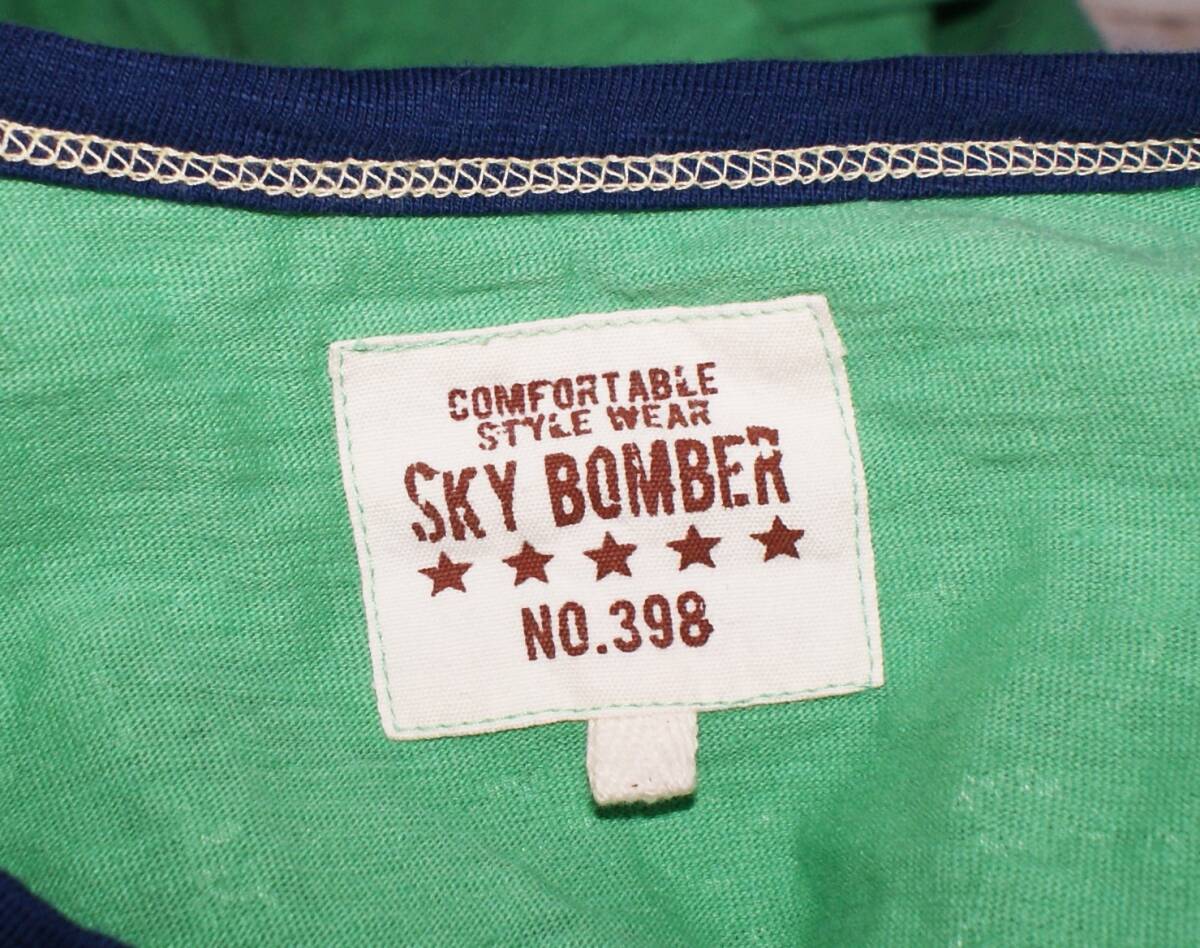 COMFORTABLE
STYLE WEAR
SKY BOMBER
★★★★★
NO.398